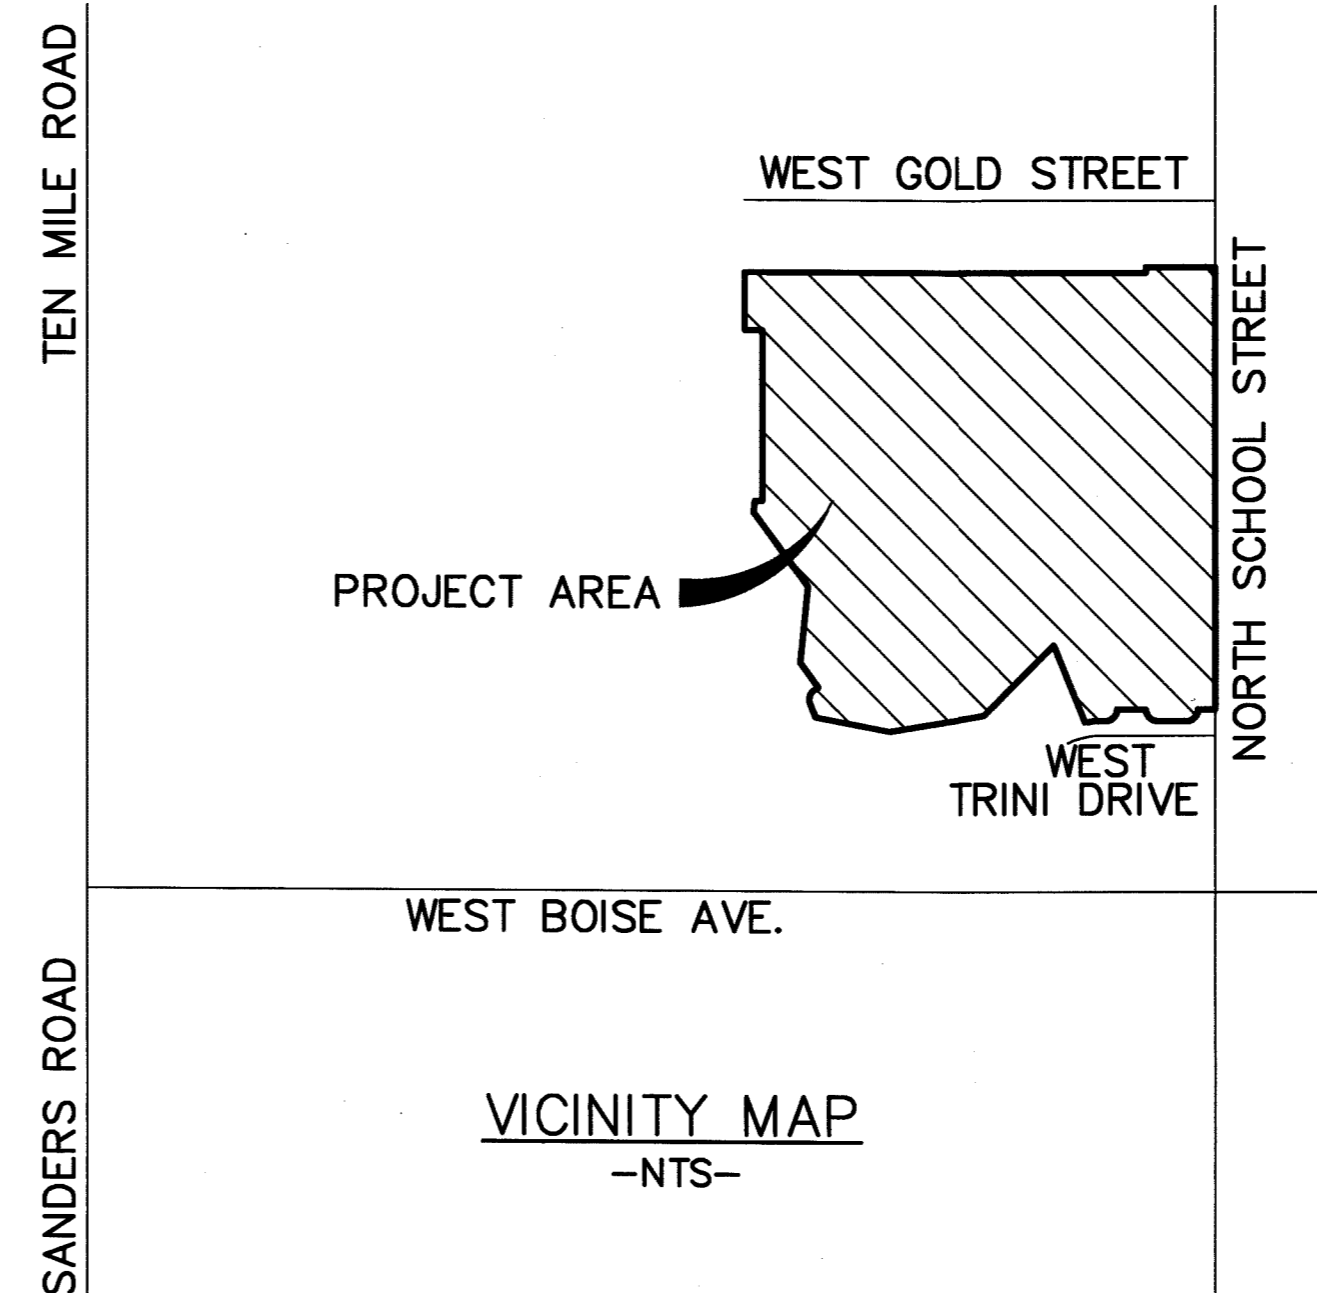 TEN MILE ROAD
WEST GOLD STREET
NORTH SCHOOL STREET
PROJECT AREA
WEST
TRINI DRIVE
WEST BOISE AVE.
SANDERS ROAD
VICINITY MAP
-NTS-